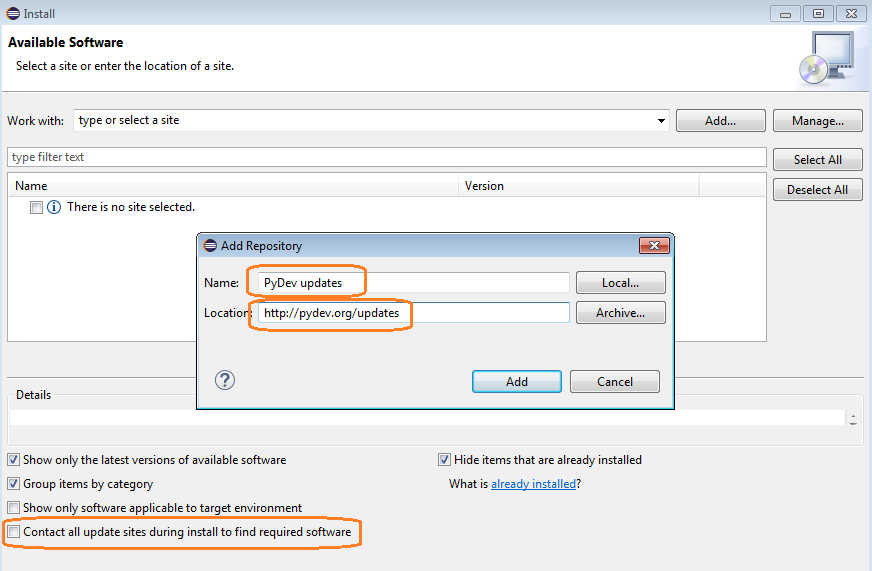 Install
Available Software
Select a site or enter the location of a site.
Work with: type or select a site Add... Manage...
type filter text Select All
Name Version Deselect All
There is no site selected.
Add Repository
Name: PyDev updates Local...
Location: http://pydev.org/updates Archive...
? Add Cancel
Details
Show only the latest versions of available software Hide items that are already installed
Group items by category What is already installed?
Show only software applicable to target environment
Contact all update sites during install to find required software